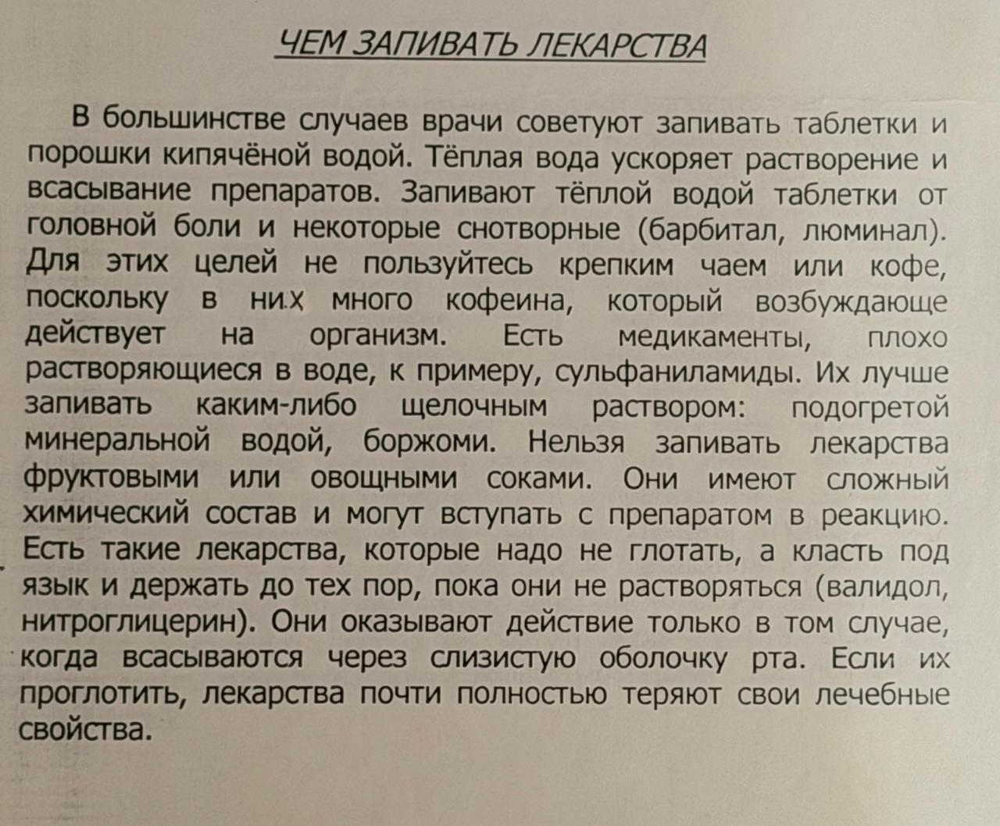 ЧЕМ ЗАПИВАТЬ ЛЕКАРСТВА
В большинстве случаев врачи советуют запивать таблетки и
порошки кипячёной водой. Тёплая вода ускоряет растворение и
всасывание препаратов. Запивают тёплой водой таблетки от
головной боли и некоторые снотворные (барбитал, люминал).
Для этих целей не пользуйтесь крепким чаем или кофе,
поскольку в них много кофеина, который возбуждающе
действует на организм. Есть медикаменты, плохо
растворяющиеся в воде, к примеру, сульфаниламиды. Их лучше
запивать каким-либо щелочным раствором: подогретой
минеральной водой, боржоми. Нельзя запивать лекарства
фруктовыми или овощными соками. Они имеют сложный
химический состав и могут вступать с препаратом в реакцию.
Есть такие лекарства, которые надо не глотать, а класть под
язык и держать до тех пор, пока они не растворяться (валидол,
нитроглицерин). Они оказывают действие только в том случае,
когда всасываются через слизистую оболочку рта. Если их
проглотить, лекарства почти полностью теряют свои лечебные
свойства.